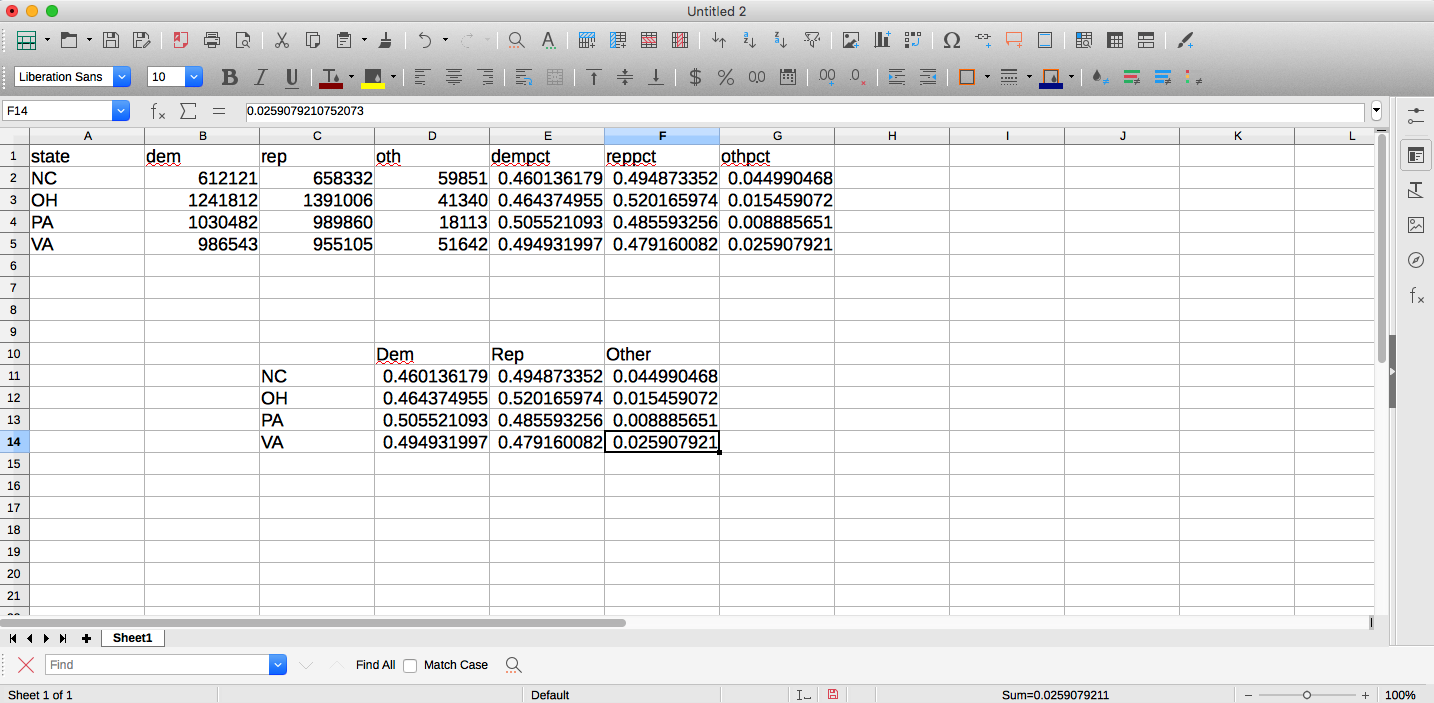 Untitled 2
Liberation Sans 10
F14 0.0259079210752073
A B C D E F G H I J K L
1 state dem rep oth dempct reppct othpct
2 NC 612121 658332 59851 0.460136179 0.494873352 0.044990468
3 OH 1241812 1391006 41340 0.464374955 0.520165974 0.015459072
4 PA 1030482 989860 18113 0.505521093 0.485593256 0.008885651
5 VA 986543 955105 51642 0.494931997 0.479160082 0.025907921
6
7
8
9
10 Dem Rep Other
11 NC 0.460136179 0.494873352 0.044990468
12 OH 0.464374955 0.520165974 0.015459072
13 PA 0.505521093 0.485593256 0.008885651
14 VA 0.494931997 0.479160082 0.025907921
15
16
17
18
19
20
21
Sheet1
Find Find All Match Case
Sheet 1 of 1 Default Sum=0.0259079211 100%